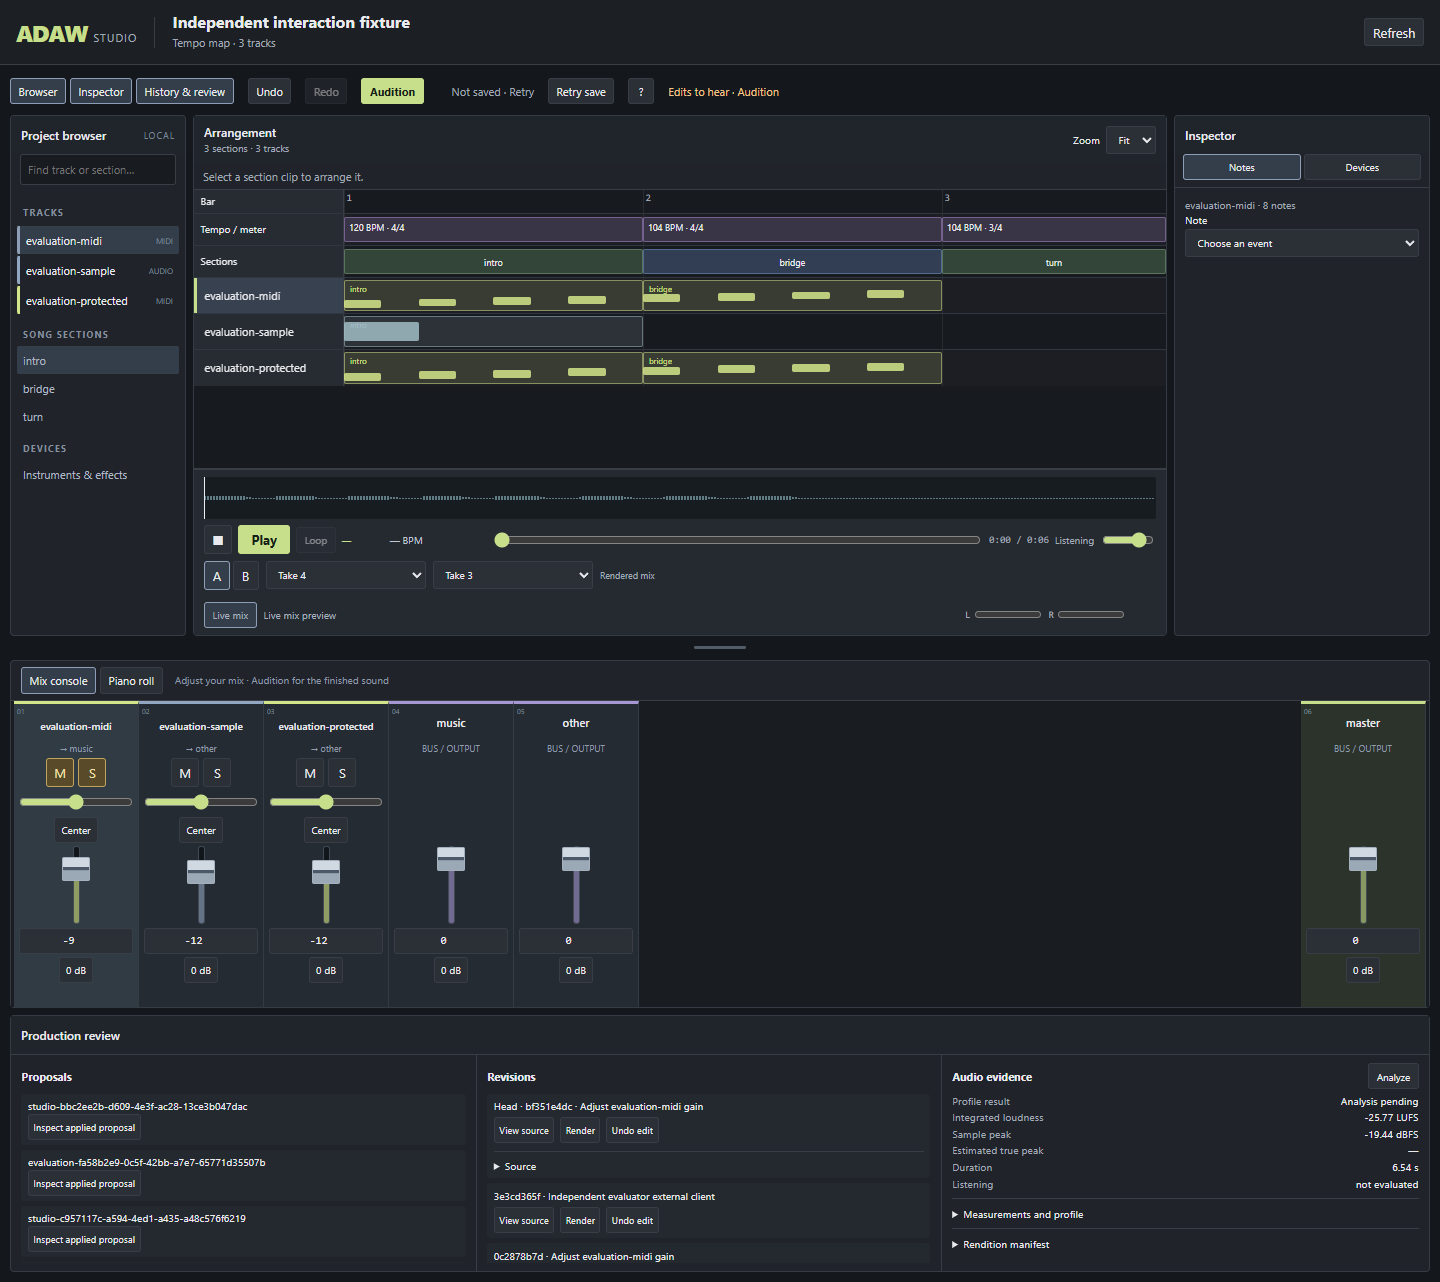 ADAW STUDIO
Independent interaction fixture
Tempo map · 3 tracks
Refresh
Browser
Inspector
History & review
Undo
Redo
Audition
Not saved · Retry
Retry save
?
Edits to hear · Audition
Project browser
LOCAL
Find track or section...
TRACKS
evaluation-midi MIDI
evaluation-sample AUDIO
evaluation-protected MIDI
SONG SECTIONS
intro
bridge
turn
DEVICES
Instruments & effects
Arrangement
3 sections · 3 tracks
Zoom Fit
Select a section clip to arrange it.
Bar 1 2 3
Tempo / meter 120 BPM · 4/4 104 BPM · 4/4 104 BPM · 3/4
Sections intro bridge turn
evaluation-midi intro bridge
evaluation-sample
evaluation-protected intro bridge
Play Loop — — BPM 0:00 / 0:06 Listening
A B Take 4 Take 3 Rendered mix
Live mix Live mix preview L R
Inspector
Notes Devices
evaluation-midi · 8 notes
Note
Choose an event
Mix console Piano roll Adjust your mix · Audition for the finished sound
01 02 03 04 05 06
evaluation-midi evaluation-sample evaluation-protected music other master
→ music → other → other BUS / OUTPUT BUS / OUTPUT BUS / OUTPUT
M S M S M S
Center Center Center
-9 -12 -12 0 0 0
0 dB 0 dB 0 dB 0 dB 0 dB 0 dB
Production review
Proposals
studio-bbc2ee2b-d609-4e3f-ac28-13ce3b047dac
Inspect applied proposal
evaluation-fa58b2e9-0c5f-42bb-a7e7-65771d35507b
Inspect applied proposal
studio-c957117c-a594-4ed1-a435-a48c576f6219
Inspect applied proposal
Revisions
Head · bf351e4dc · Adjust evaluation-midi gain
View source Render Undo edit
Source
3e3cd365f · Independent evaluator external client
View source Render Undo edit
0c2878b7d · Adjust evaluation-midi gain
Audio evidence
Analyze
Profile result Analysis pending
Integrated loudness -25.77 LUFS
Sample peak -19.44 dBFS
Estimated true peak —
Duration 6.54 s
Listening not evaluated
Measurements and profile
Rendition manifest